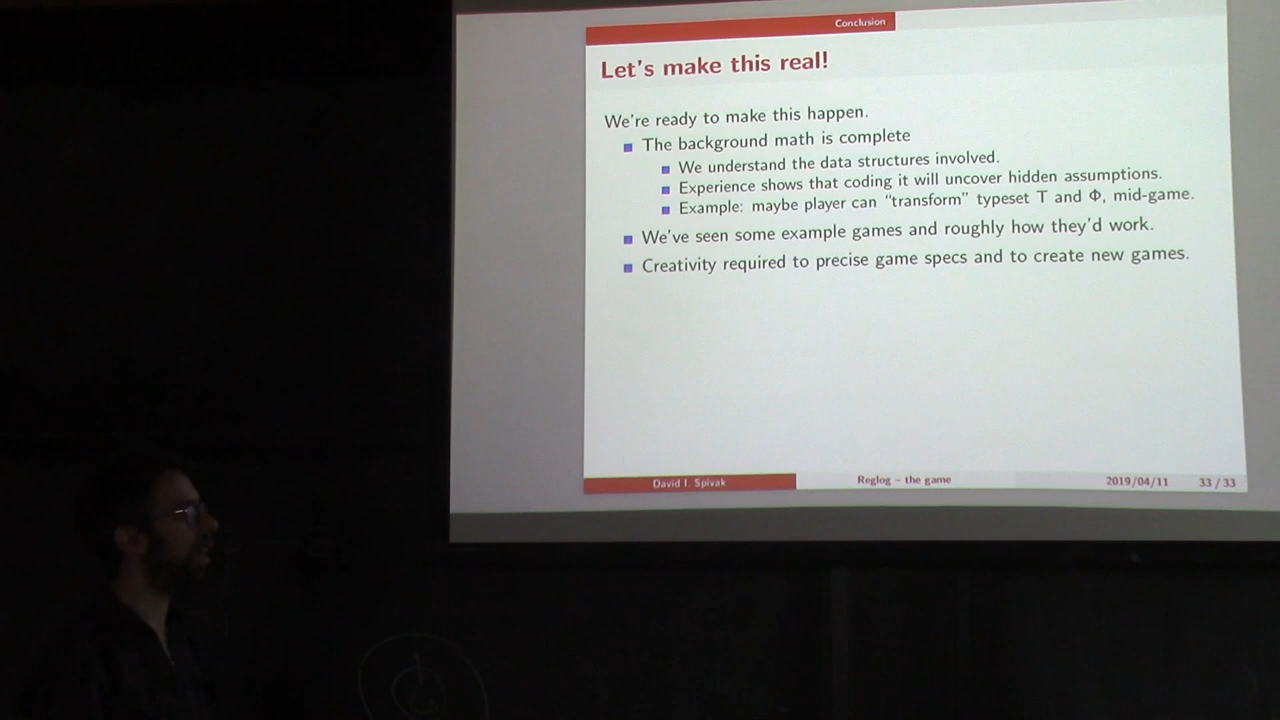 Conclusion
Let's make this real!
We're ready to make this happen.
The background math is complete
We understand the data structures involved.
Experience shows that coding it will uncover hidden assumptions.
Example: maybe player can “transform” typeset T and Φ, mid-game.
We've seen some example games and roughly how they'd work.
Creativity required to precise game specs and to create new games.
David I. Spivak Reglog – the game 2019/04/11 33 / 33